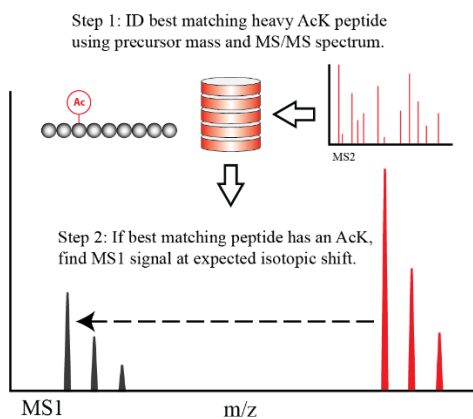 Step 1: ID best matching heavy AcK peptide
using precursor mass and MS/MS spectrum.
Ac
MS2
Step 2: If best matching peptide has an AcK,
find MS1 signal at expected isotopic shift.
MS1
m/z